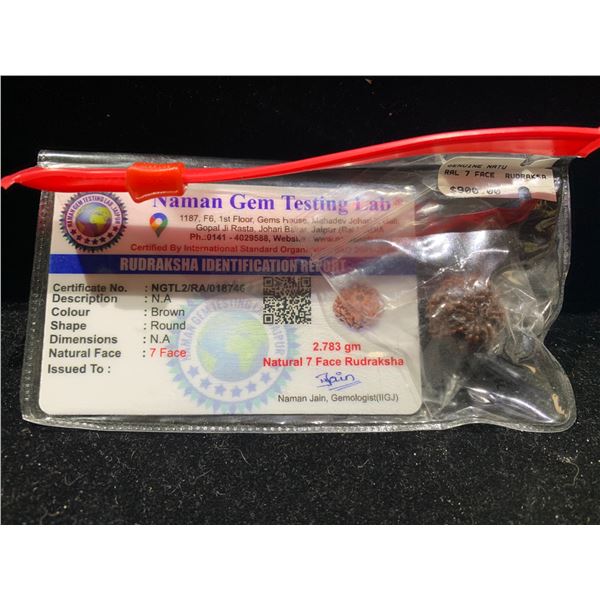 GENUINE NATU
RAL 7 FACE RUDRAKSA
$900.00
Naman Gem Testing Lab
1187, F6, 1st Floor, Gems House, Mahadev Johari
Gopal Ji Rasta, Johari Bazar, Jaipur
Ph.:0141 - 4029588, Website
Certified By International Standard
RUDRAKSHA IDENTIFICATION REPORT
Certificate No. : NGTL2/RA/018746
Description : N.A
Colour : Brown
Shape : Round
Dimensions : N.A
Natural Face : 7 Face
Issued To :
2.783 gm
Natural 7 Face Rudraksha
Jain
Naman Jain, Gemologist(IIGJ)